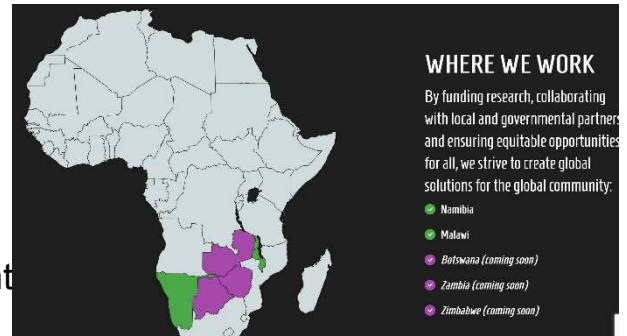 WHERE WE WORK
By funding research, collaborating
with local and governmental partners
and ensuring equitable opportunities
for all, we strive to create global
solutions for the global community:
Namibia
Malawi
Botswana (coming soon)
Zambia (coming soon)
Zimbabwe (coming soon)